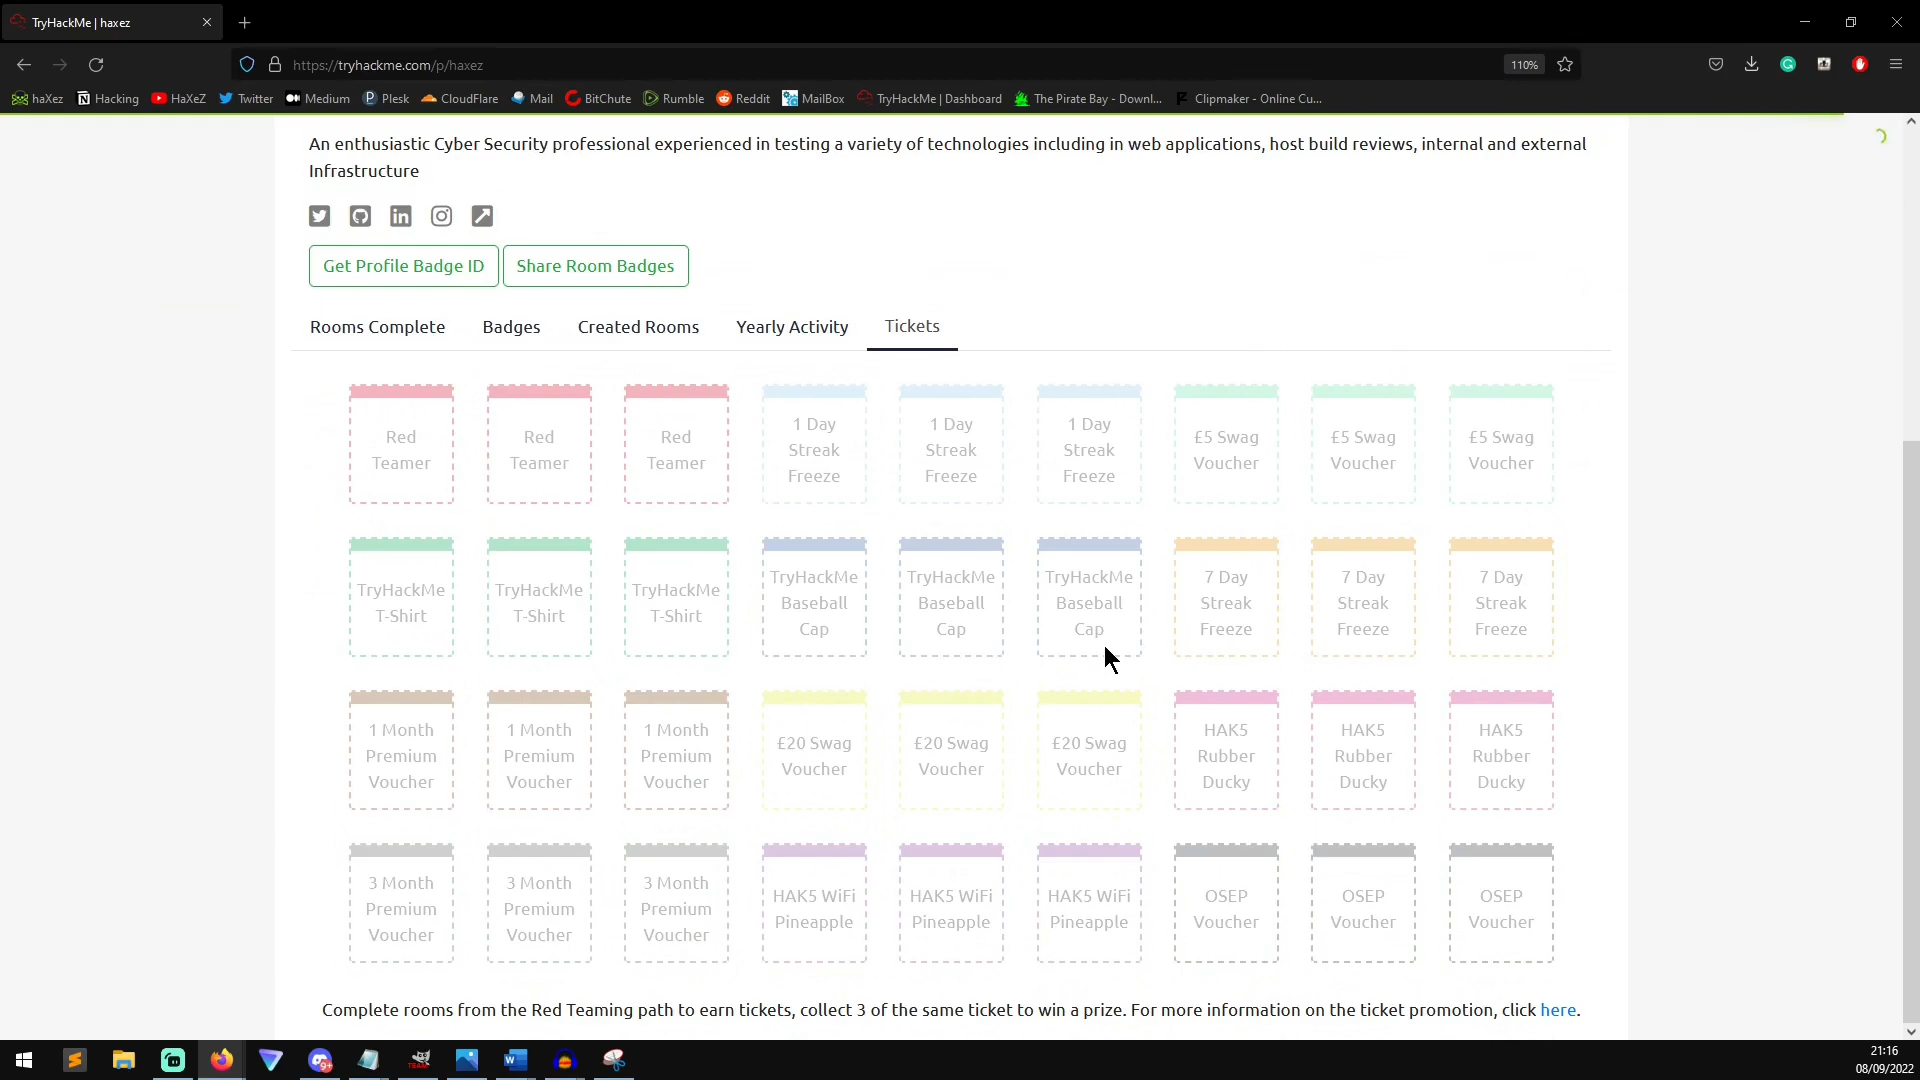 TryHackMe | haxez
https://tryhackme.com/p/haxez
110%
haXez Hacking HaXeZ Twitter Medium Plesk CloudFlare Mail BitChute Rumble Reddit MailBox TryHackMe | Dashboard The Pirate Bay - Downl... Clipmaker - Online Cu...
An enthusiastic Cyber Security professional experienced in testing a variety of technologies including in web applications, host build reviews, internal and external
Infrastructure
Get Profile Badge ID Share Room Badges
Rooms Complete Badges Created Rooms Yearly Activity Tickets
Red
Teamer
Red
Teamer
Red
Teamer
1 Day
Streak
Freeze
1 Day
Streak
Freeze
1 Day
Streak
Freeze
£5 Swag
Voucher
£5 Swag
Voucher
£5 Swag
Voucher
TryHackMe
T-Shirt
TryHackMe
T-Shirt
TryHackMe
T-Shirt
TryHackMe
Baseball
Cap
TryHackMe
Baseball
Cap
TryHackMe
Baseball
Cap
7 Day
Streak
Freeze
7 Day
Streak
Freeze
7 Day
Streak
Freeze
1 Month
Premium
Voucher
1 Month
Premium
Voucher
1 Month
Premium
Voucher
£20 Swag
Voucher
£20 Swag
Voucher
£20 Swag
Voucher
HAK5
Rubber
Ducky
HAK5
Rubber
Ducky
HAK5
Rubber
Ducky
3 Month
Premium
Voucher
3 Month
Premium
Voucher
3 Month
Premium
Voucher
HAK5 WiFi
Pineapple
HAK5 WiFi
Pineapple
HAK5 WiFi
Pineapple
OSEP
Voucher
OSEP
Voucher
OSEP
Voucher
Complete rooms from the Red Teaming path to earn tickets, collect 3 of the same ticket to win a prize. For more information on the ticket promotion, click here.
9+
TEAM
21:16
08/09/2022